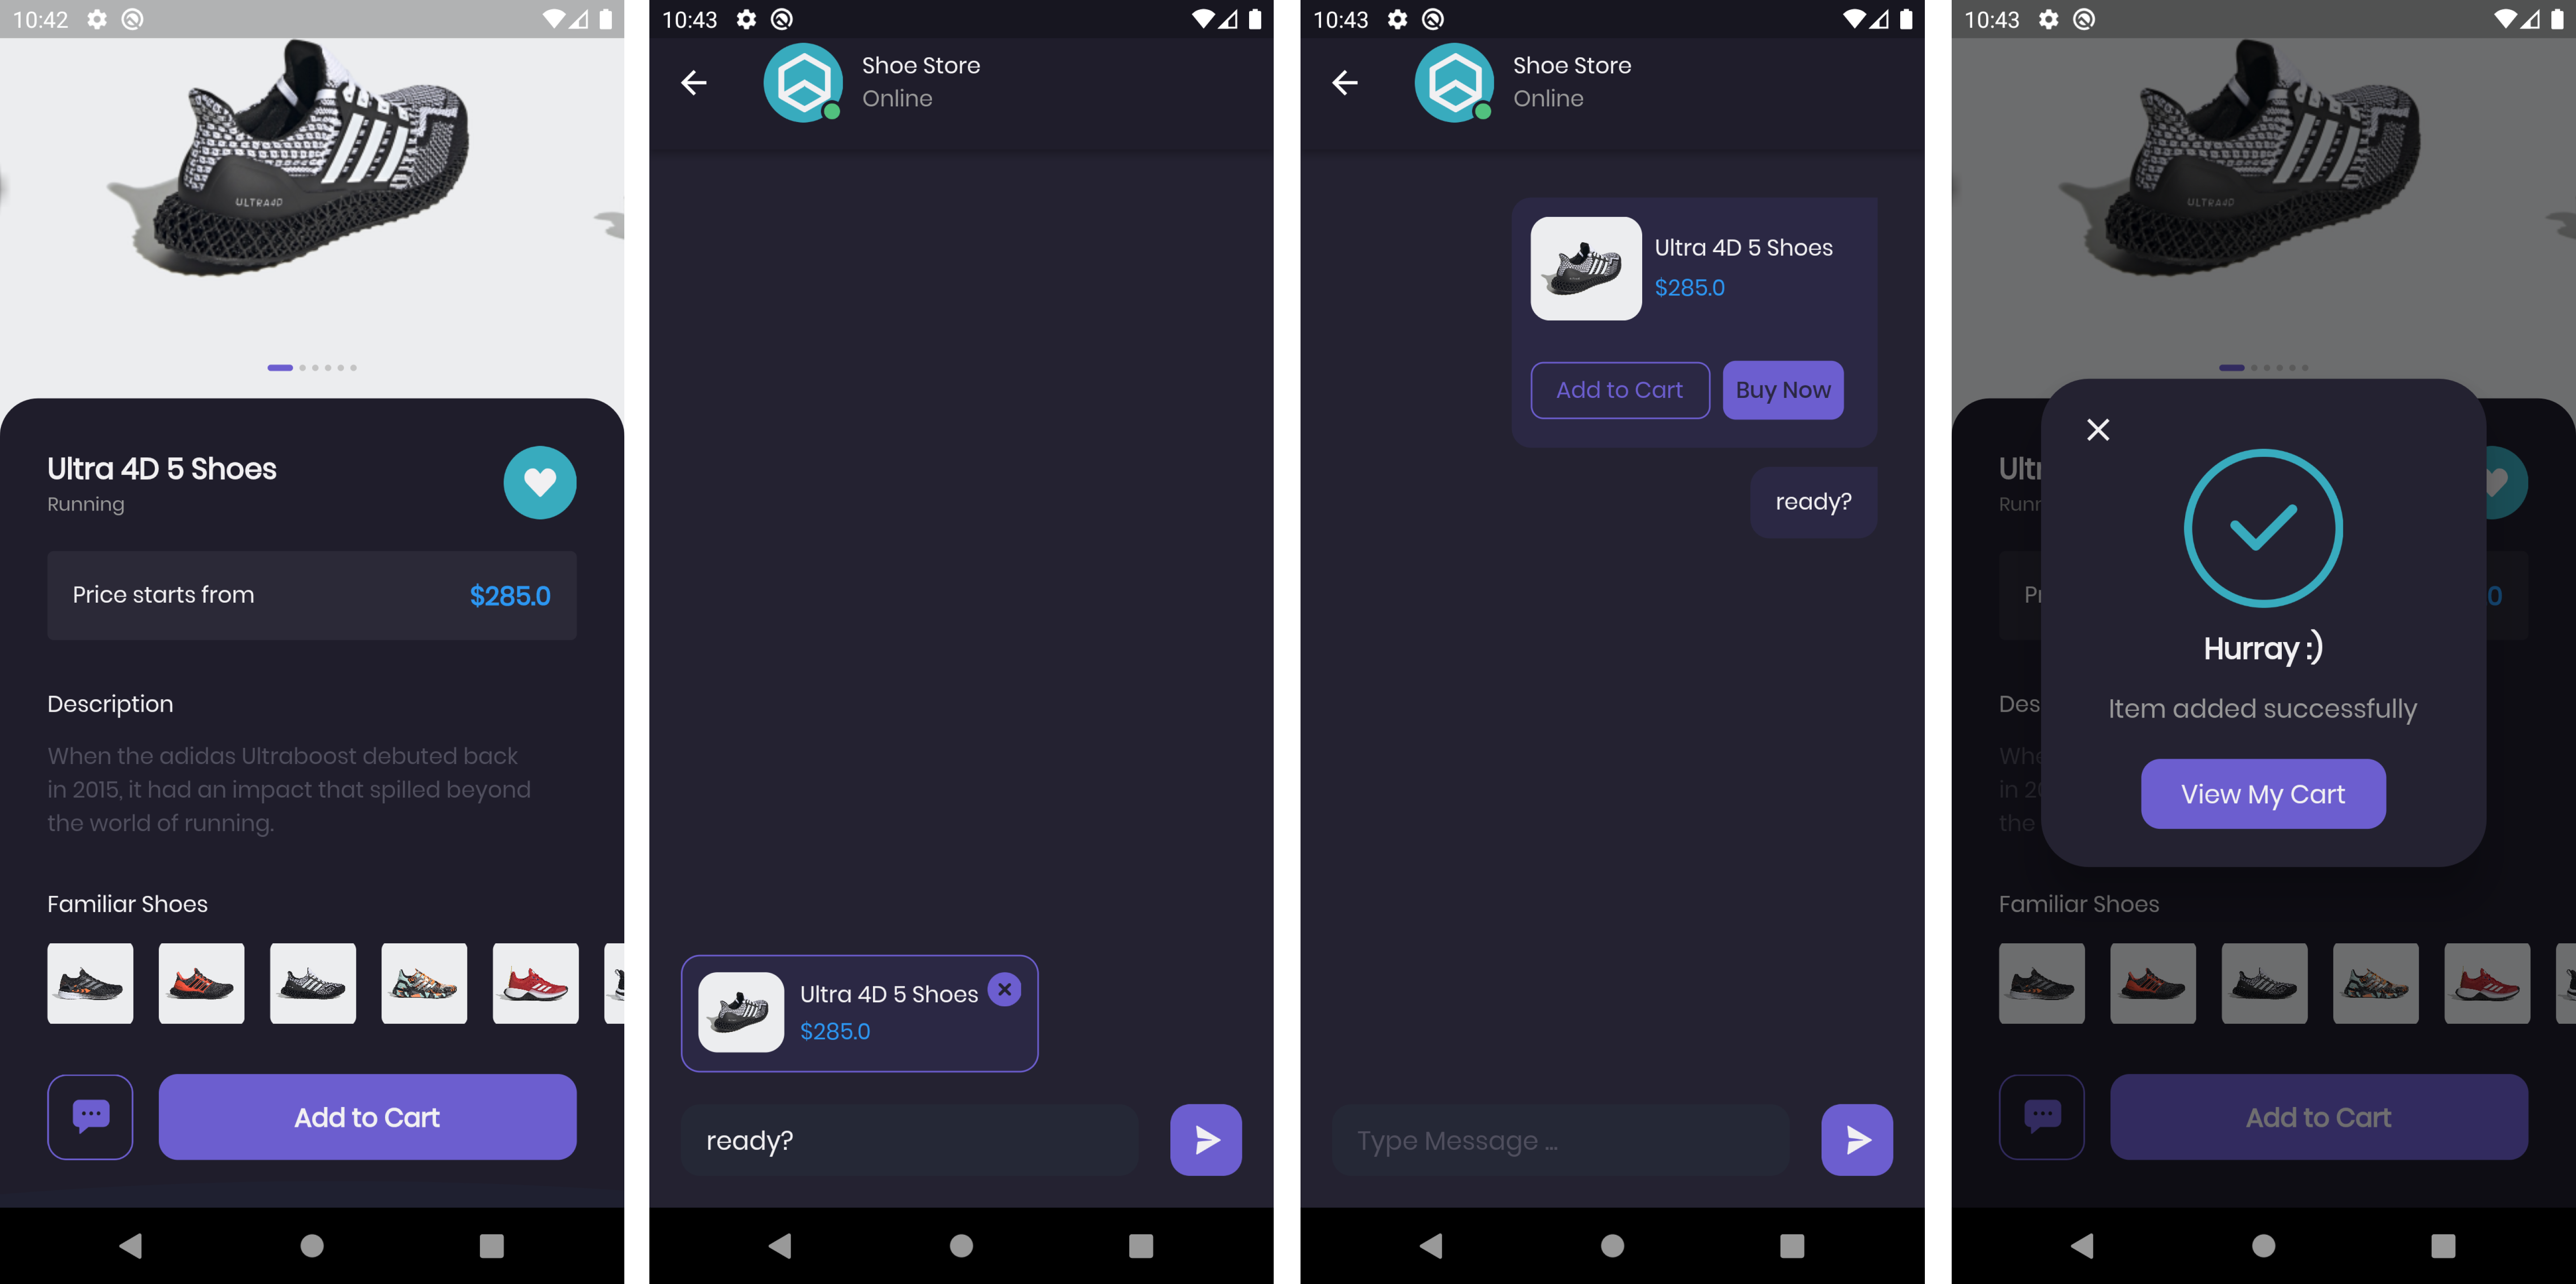 10:42
ULTRA4D
Ultra 4D 5 Shoes
Running
Price starts from $285.0
Description
When the adidas Ultraboost debuted back
in 2015, it had an impact that spilled beyond
the world of running.
Familiar Shoes
Add to Cart
10:43
Shoe Store
Online
Ultra 4D 5 Shoes
$285.0
ready?
10:43
Shoe Store
Online
Ultra 4D 5 Shoes
$285.0
Add to Cart Buy Now
ready?
Type Message ...
10:43
ULTRA4D
Ult
Run
P 0
Hurray :)
Item added successfully
View My Cart
Des
Whe
in 20
the
Familiar Shoes
Add to Cart